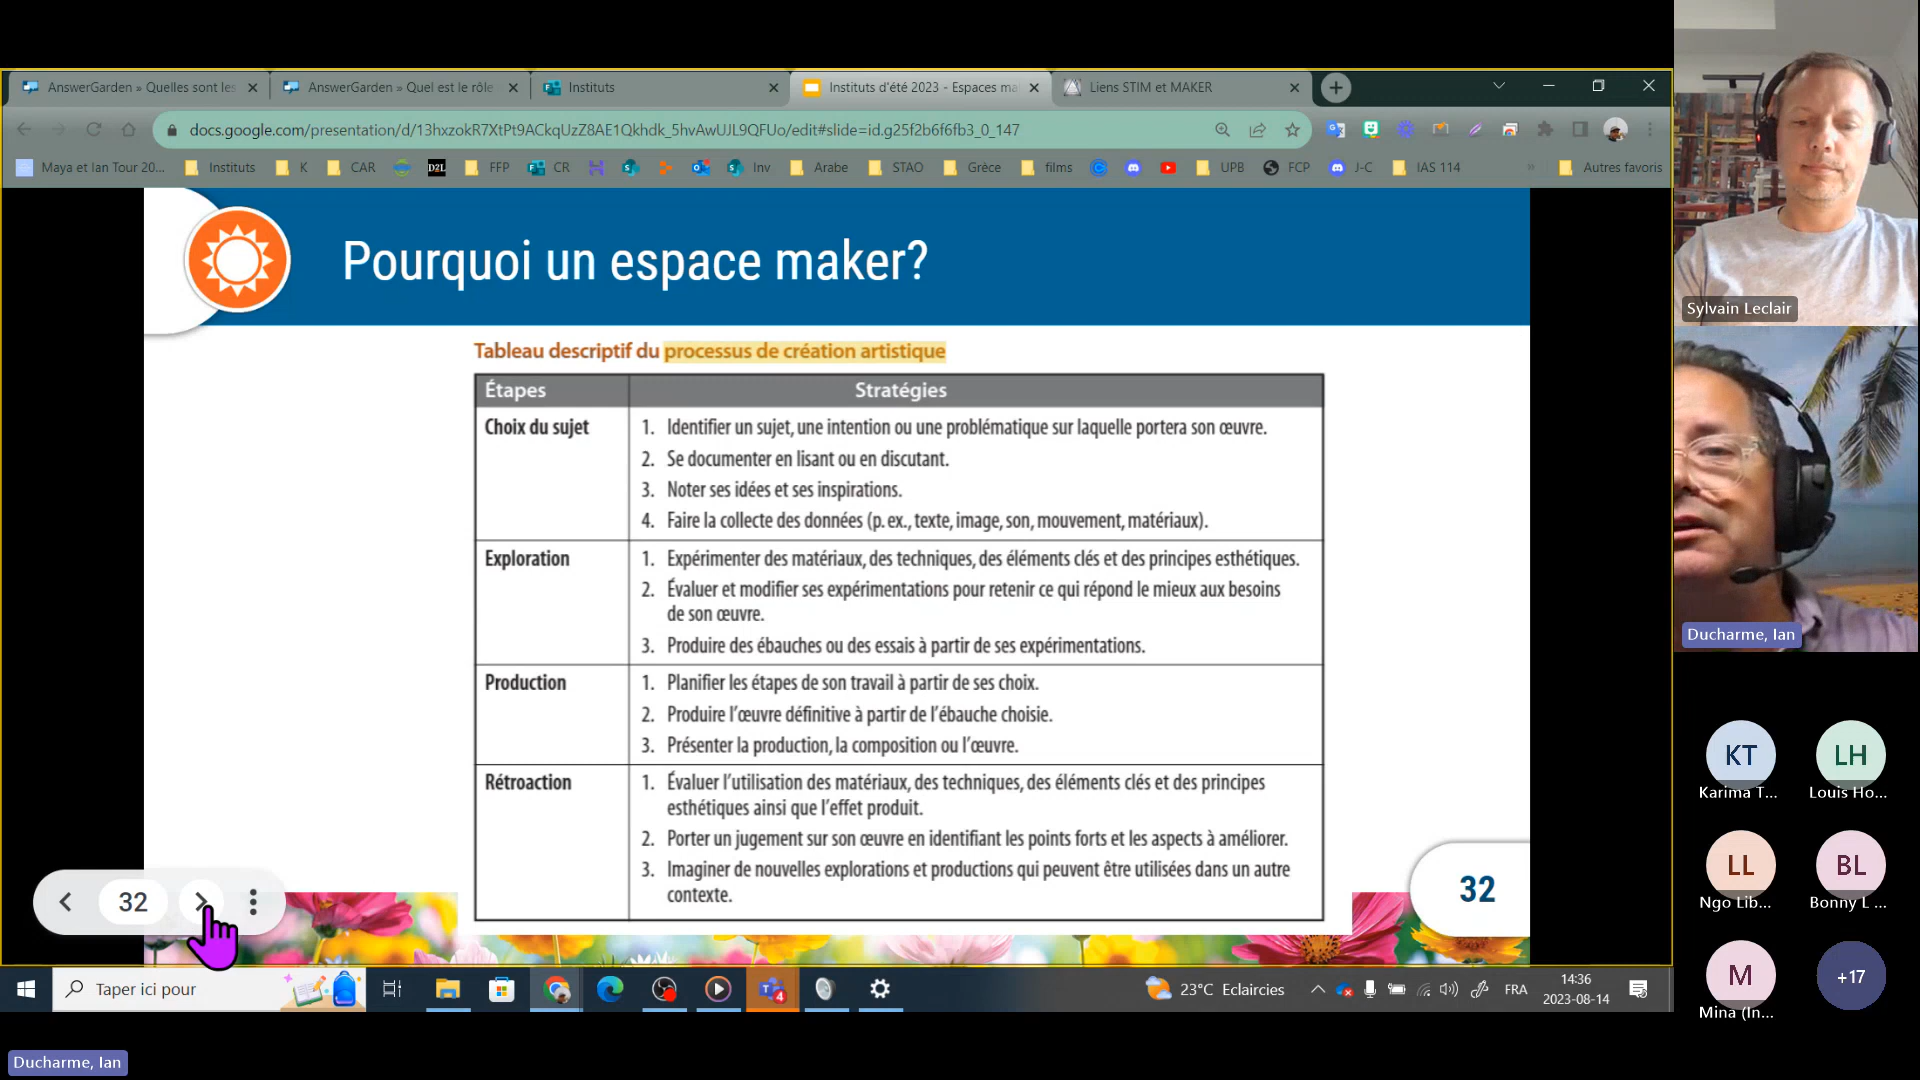 AnswerGarden » Quelles sont les
AnswerGarden » Quel est le rôle
Instituts
Instituts d'été 2023 - Espaces ma
Liens STIM et MAKER
docs.google.com/presentation/d/13hxzokR7XtPt9ACkqUzZ8AE1Qkhdk_5hvAwUJL9QFUo/edit#slide=id.g25f2b6f6fb3_0_147
Maya et Ian Tour 20...
Instituts
K
CAR
D2L
FFP
CR
Inv
Arabe
STAO
Grèce
films
UPB
FCP
J-C
IAS 114
»
Autres favoris
Pourquoi un espace maker?
Tableau descriptif du processus de création artistique
Étapes
Stratégies
Choix du sujet
1. Identifier un sujet, une intention ou une problématique sur laquelle portera son œuvre.
2. Se documenter en lisant ou en discutant.
3. Noter ses idées et ses inspirations.
4. Faire la collecte des données (p. ex., texte, image, son, mouvement, matériaux).
Exploration
1. Expérimenter des matériaux, des techniques, des éléments clés et des principes esthétiques.
2. Évaluer et modifier ses expérimentations pour retenir ce qui répond le mieux aux besoins
de son œuvre.
3. Produire des ébauches ou des essais à partir de ses expérimentations.
Production
1. Planifier les étapes de son travail à partir de ses choix.
2. Produire l'œuvre définitive à partir de l'ébauche choisie.
3. Présenter la production, la composition ou l'œuvre.
Rétroaction
1. Évaluer l'utilisation des matériaux, des techniques, des éléments clés et des principes
esthétiques ainsi que l'effet produit.
2. Porter un jugement sur son œuvre en identifiant les points forts et les aspects à améliorer.
3. Imaginer de nouvelles explorations et productions qui peuvent être utilisées dans un autre
contexte.
32
32
Taper ici pour
4
23°C Eclaircies
FRA
14:36
2023-08-14
Sylvain Leclair
Ducharme, Ian
KT
Karima T...
LH
Louis Ho...
LL
Ngo Lib...
BL
Bonny L ...
M
Mina (In...
+17
Ducharme, Ian